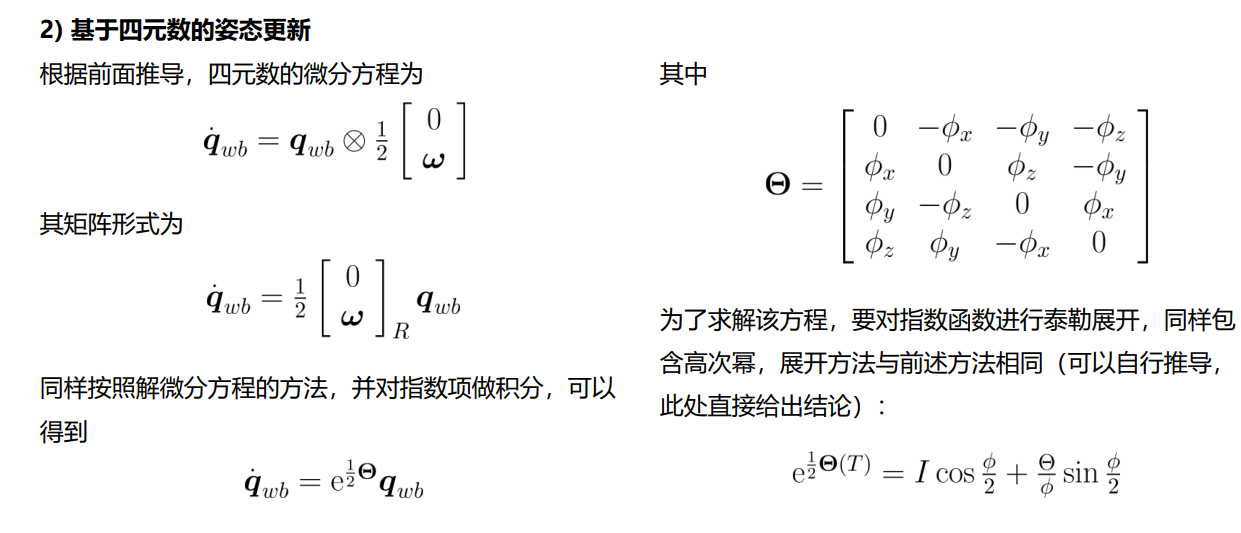 2) 基于四元数的姿态更新
根据前面推导，四元数的微分方程为
$\dot{\boldsymbol{q}}_{wb} = \boldsymbol{q}_{wb} \otimes \frac{1}{2} \begin{bmatrix} 0 \\ \boldsymbol{\omega} \end{bmatrix}$
其矩阵形式为
$\dot{\boldsymbol{q}}_{wb} = \frac{1}{2} \begin{bmatrix} 0 \\ \boldsymbol{\omega} \end{bmatrix}_R \boldsymbol{q}_{wb}$
同样按照解微分方程的方法，并对指数项做积分，可以
得到
$\dot{\boldsymbol{q}}_{wb} = \mathrm{e}^{\frac{1}{2}\boldsymbol{\Theta}} \boldsymbol{q}_{wb}$
其中
$\boldsymbol{\Theta} = \begin{bmatrix} 0 & -\phi_x & -\phi_y & -\phi_z \\ \phi_x & 0 & \phi_z & -\phi_y \\ \phi_y & -\phi_z & 0 & \phi_x \\ \phi_z & \phi_y & -\phi_x & 0 \end{bmatrix}$
为了求解该方程，要对指数函数进行泰勒展开，同样包
含高次幂，展开方法与前述方法相同（可以自行推导，
此处直接给出结论）：
$\mathrm{e}^{\frac{1}{2}\boldsymbol{\Theta}(T)} = I \cos \frac{\phi}{2} + \frac{\Theta}{\phi} \sin \frac{\phi}{2}$